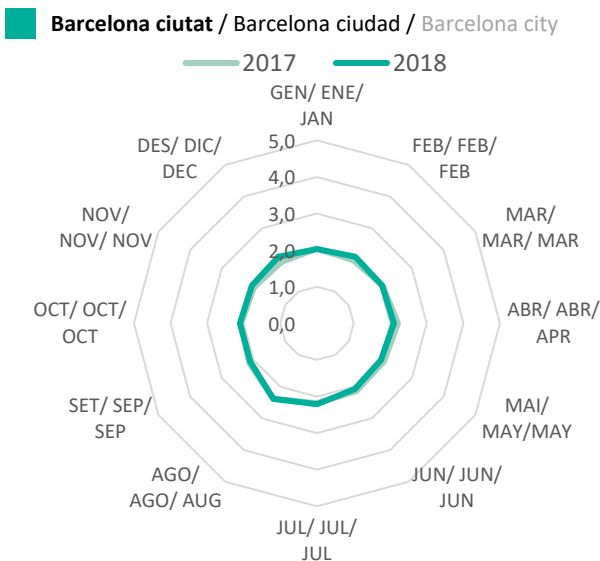 Barcelona ciutat / Barcelona ciudad / Barcelona city
2017 2018
GEN/ ENE/
JAN
FEB/ FEB/
FEB
MAR/
MAR/ MAR
ABR/ ABR/
APR
MAI/
MAY/MAY
JUN/ JUN/
JUN
JUL/ JUL/
JUL
AGO/
AGO/ AUG
SET/ SEP/
SEP
OCT/ OCT/
OCT
NOV/
NOV/ NOV
DES/ DIC/
DEC
5,0
4,0
3,0
2,0
1,0
0,0